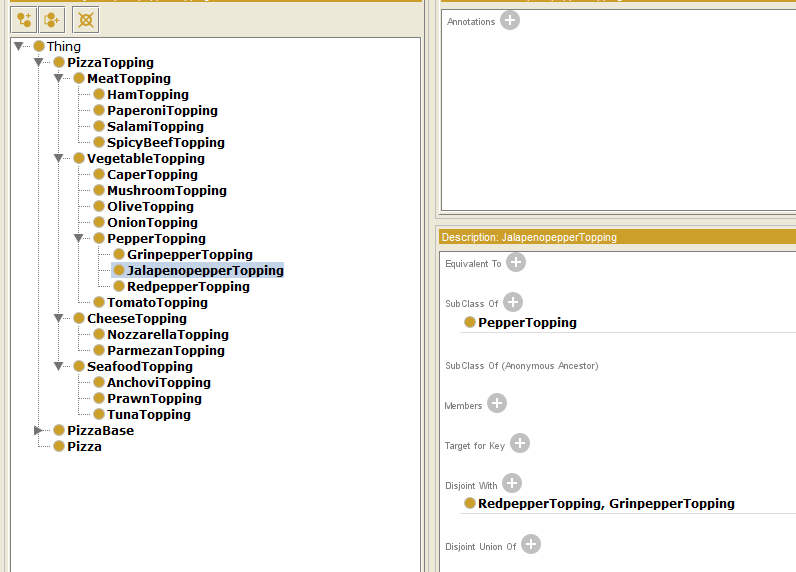 Thing
PizzaTopping
MeatTopping
HamTopping
PaperoniTopping
SalamiTopping
SpicyBeefTopping
VegetableTopping
CaperTopping
MushroomTopping
OliveTopping
OnionTopping
PepperTopping
GrinpepperTopping
JalapenopepperTopping
RedpepperTopping
TomatoTopping
CheeseTopping
NozzarellaTopping
ParmezanTopping
SeafoodTopping
AnchoviTopping
PrawnTopping
TunaTopping
PizzaBase
Pizza
Annotations
Description: JalapenopepperTopping
Equivalent To
SubClass Of
PepperTopping
SubClass Of (Anonymous Ancestor)
Members
Target for Key
Disjoint With
RedpepperTopping, GrinpepperTopping
Disjoint Union Of